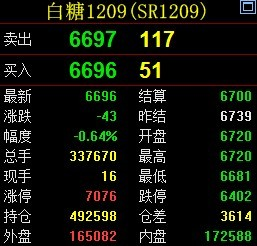 白糖1209(SR1209)
卖出 6697 117
买入 6696 51
最新 6696 结算 6700
涨跌 -43 昨结 6739
幅度 -0.64% 开盘 6720
总手 337670 最高 6720
现手 16 最低 6681
涨停 7076 跌停 6402
持仓 492598 仓差 3614
外盘 165082 内盘 172588